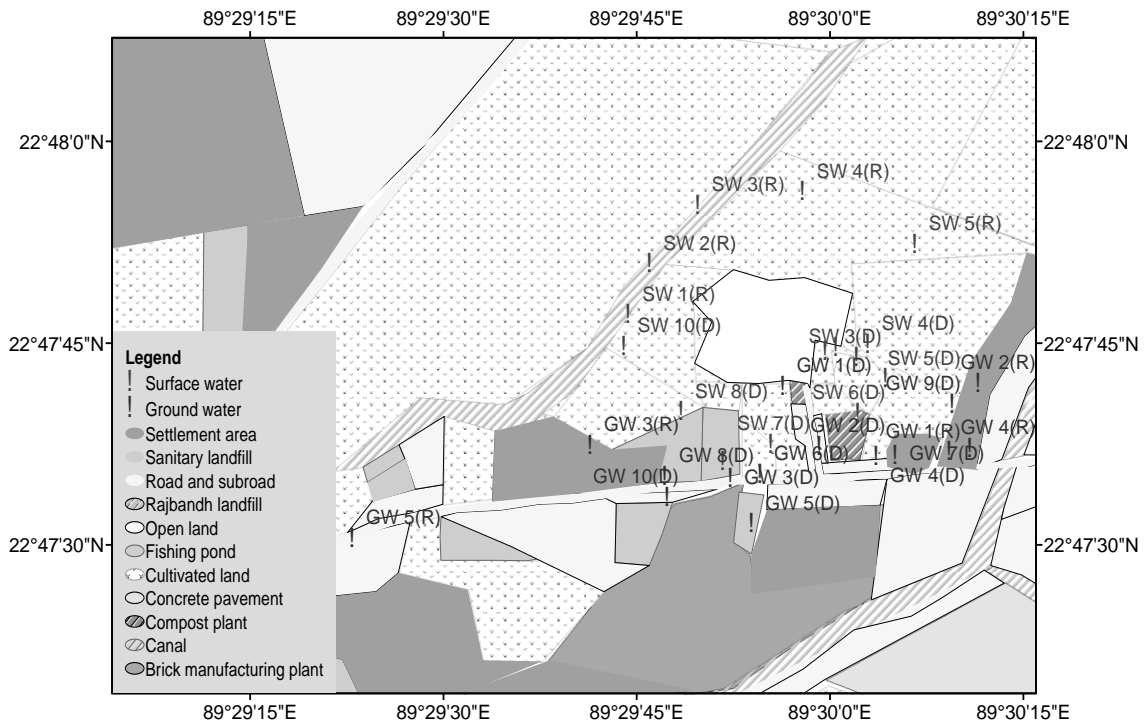 89°29'15"E 89°29'30"E 89°29'45"E 89°30'0"E 89°30'15"E
22°48'0"N 22°48'0"N
SW 4(R)
SW 3(R)
SW 5(R)
SW 2(R)
SW 1(R)
SW 10(D)
SW 4(D)
SW 3(D)
22°47'45"N 22°47'45"N
SW 5(D)
GW 2(R)
GW 1(D)
GW 9(D)
SW 8(D)
SW 6(D)
GW 3(R)
SW 7(D)
GW 2(D)
GW 1(R)
GW 4(R)
GW 8(D)
GW 6(D)
GW 7(D)
GW 10(D)
GW 3(D)
GW 4(D)
GW 5(D)
GW 5(R)
22°47'30"N 22°47'30"N
Legend
Surface water
Ground water
Settlement area
Sanitary landfill
Road and subroad
Rajbandh landfill
Open land
Fishing pond
Cultivated land
Concrete pavement
Compost plant
Canal
Brick manufacturing plant
89°29'15"E 89°29'30"E 89°29'45"E 89°30'0"E 89°30'15"E